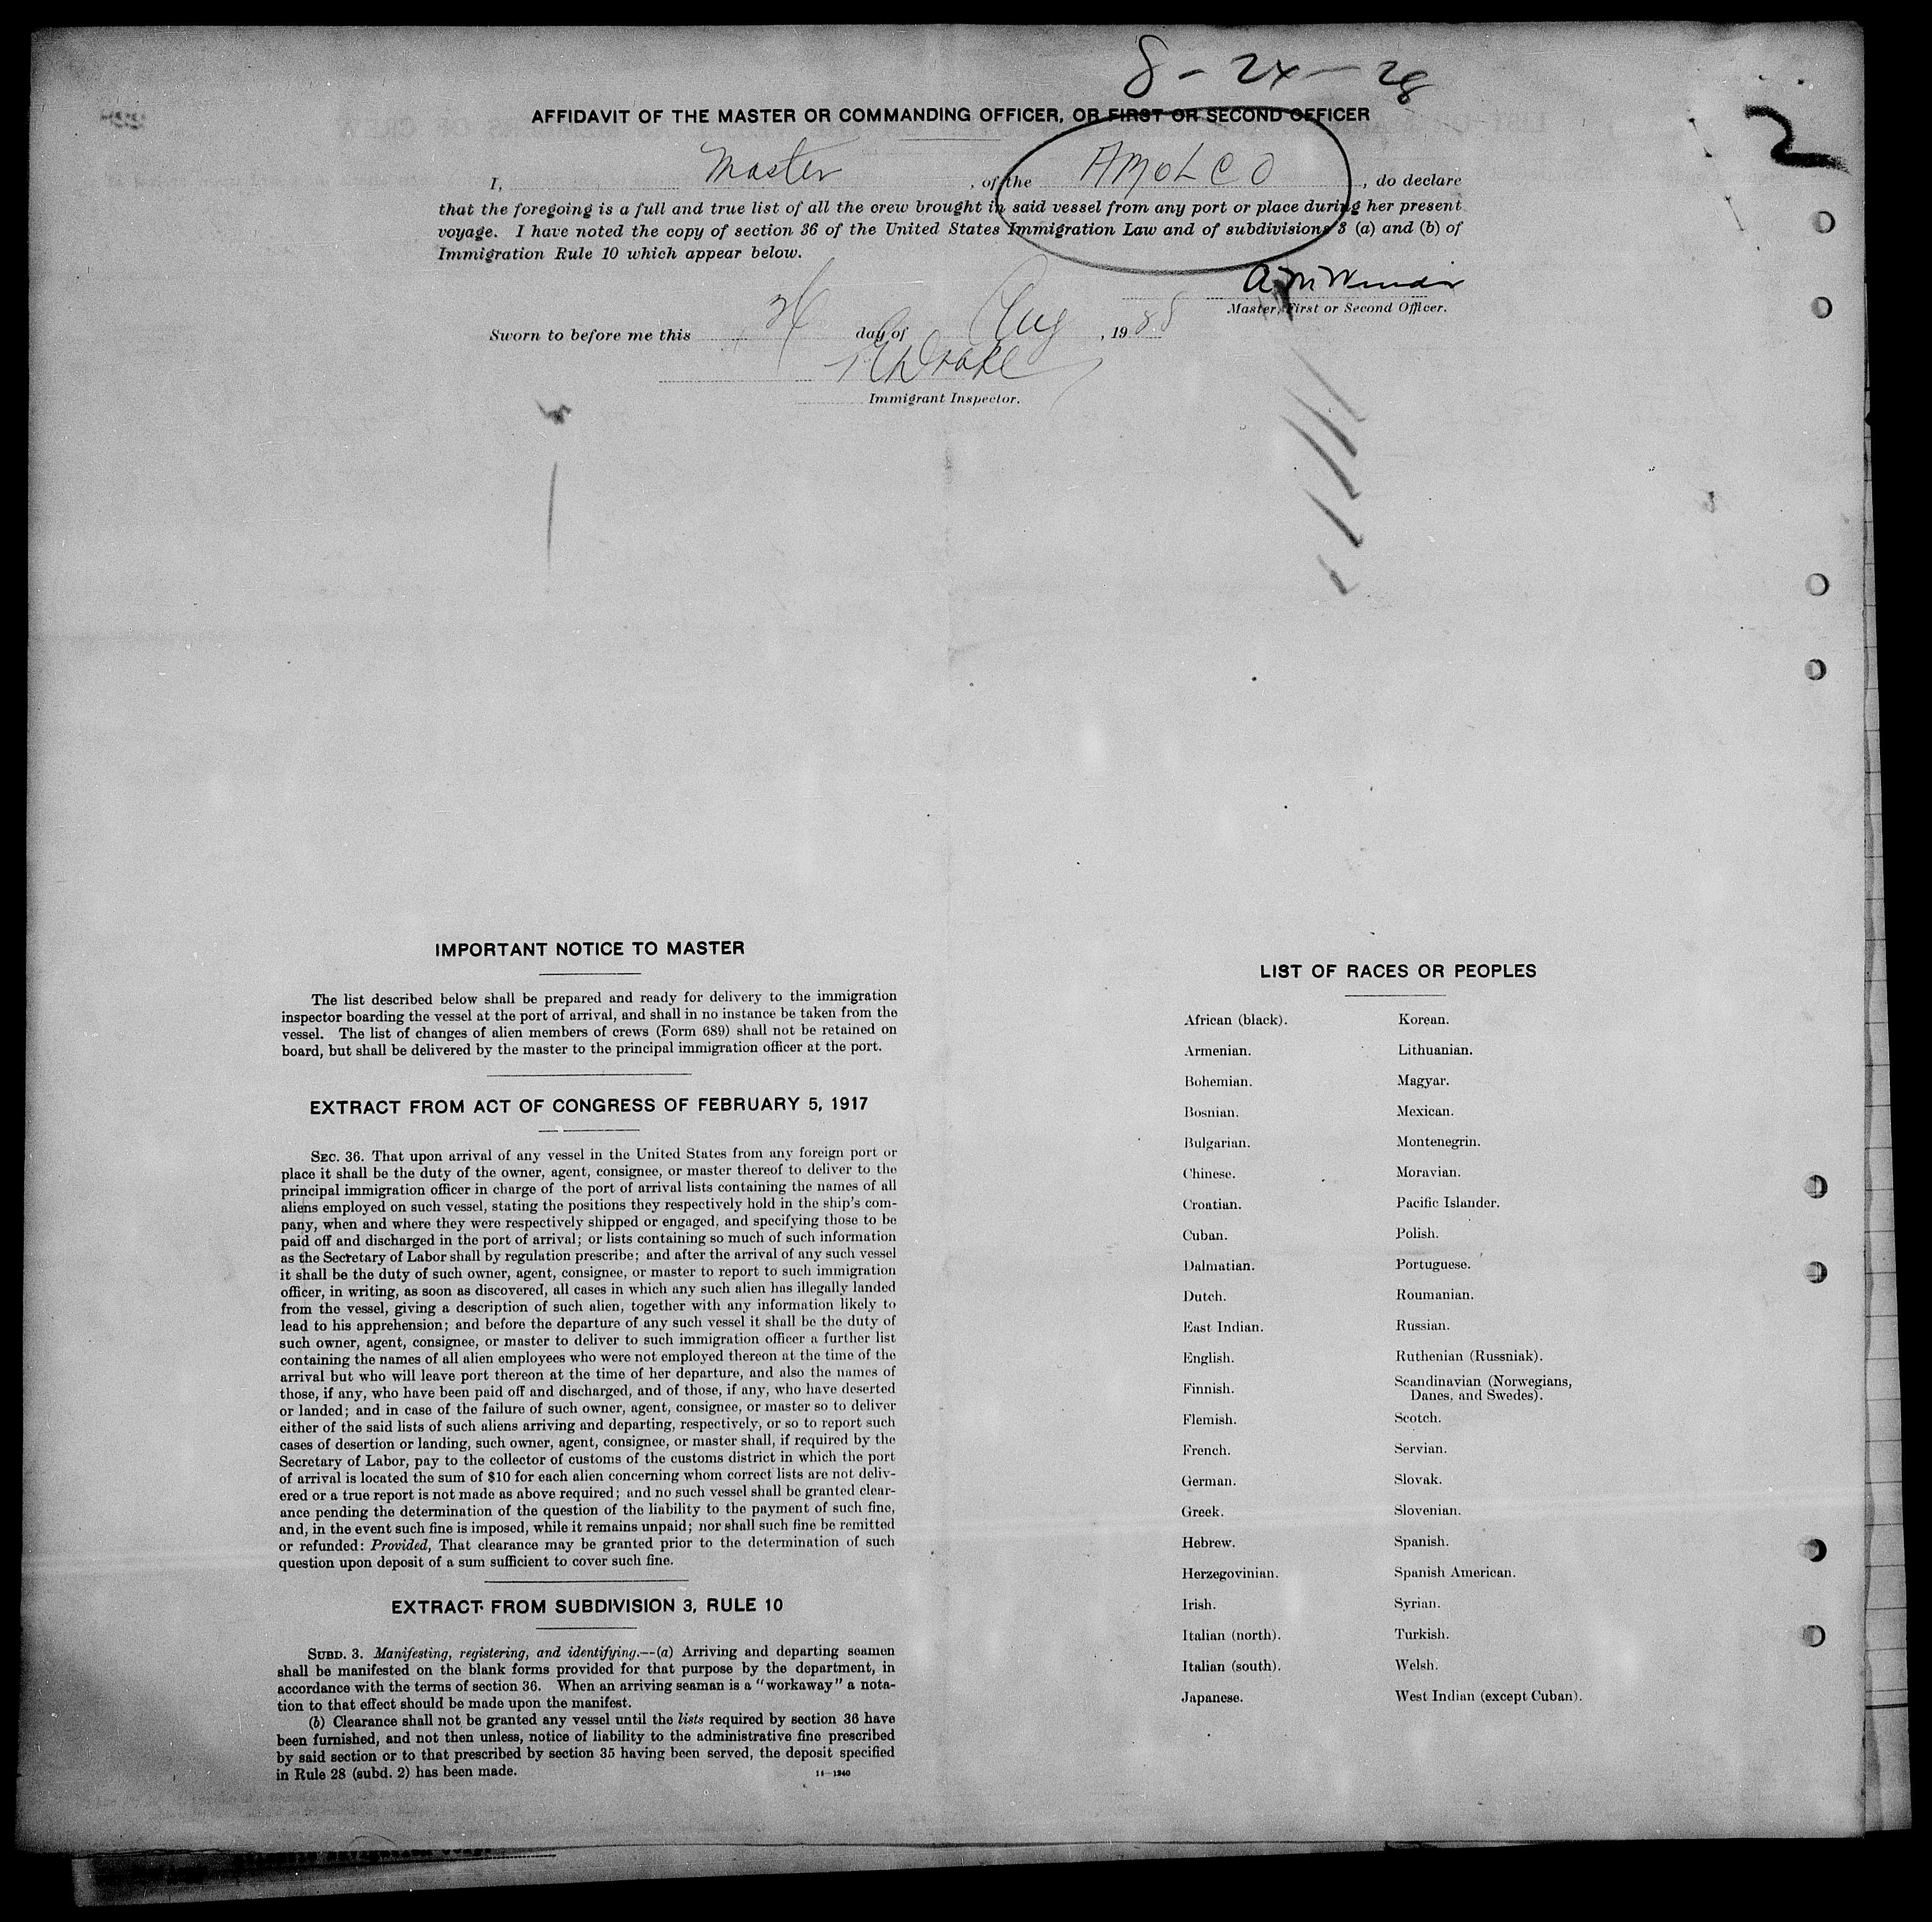 8-24-28
2
AFFIDAVIT OF THE MASTER OR COMMANDING OFFICER, OR FIRST OR SECOND OFFICER
I, Master, of the AMOLCO, do declare
that the foregoing is a full and true list of all the crew brought in said vessel from any port or place during her present
voyage. I have noted the copy of section 36 of the United States Immigration Law and of subdivisions 3 (a) and (b) of
Immigration Rule 10 which appear below.
Master, First or Second Officer.
Sworn to before me this 24 day of Aug, 1928
Drake
Immigrant Inspector.
IMPORTANT NOTICE TO MASTER
The list described below shall be prepared and ready for delivery to the immigration
inspector boarding the vessel at the port of arrival, and shall in no instance be taken from the
vessel. The list of changes of alien members of crews (Form 689) shall not be retained on
board, but shall be delivered by the master to the principal immigration officer at the port.
EXTRACT FROM ACT OF CONGRESS OF FEBRUARY 5, 1917
SEC. 36. That upon arrival of any vessel in the United States from any foreign port or
place it shall be the duty of the owner, agent, consignee, or master thereof to deliver to the
principal immigration officer in charge of the port of arrival lists containing the names of all
aliens employed on such vessel, stating the positions they respectively hold in the ship's com-
pany, when and where they were respectively shipped or engaged, and specifying those to be
paid off and discharged in the port of arrival; or lists containing so much of such information
as the Secretary of Labor shall by regulation prescribe; and after the arrival of any such vessel
it shall be the duty of such owner, agent, consignee, or master to report to such immigration
officer, in writing, as soon as discovered, all cases in which any such alien has illegally landed
from the vessel, giving a description of such alien, together with any information likely to
lead to his apprehension; and before the departure of any such vessel it shall be the duty of
such owner, agent, consignee, or master to deliver to such immigration officer a further list
containing the names of all alien employees who were not employed thereon at the time of the
arrival but who will leave port thereon at the time of her departure, and also the names of
those, if any, who have been paid off and discharged, and of those, if any, who have deserted
or landed; and in case of the failure of such owner, agent, consignee, or master so to deliver
either of the said lists of such aliens arriving and departing, respectively, or so to report such
cases of desertion or landing, such owner, agent, consignee, or master shall, if required by the
Secretary of Labor, pay to the collector of customs of the customs district in which the port
of arrival is located the sum of $10 for each alien concerning whom correct lists are not deliv-
ered or a true report is not made as above required; and no such vessel shall be granted clear-
ance pending the determination of the question of the liability to the payment of such fine,
and, in the event such fine is imposed, while it remains unpaid; nor shall such fine be remitted
or refunded: Provided, That clearance may be granted prior to the determination of such
question upon deposit of a sum sufficient to cover such fine.
EXTRACT FROM SUBDIVISION 3, RULE 10
SUBD. 3. Manifesting, registering, and identifying.—(a) Arriving and departing seamen
shall be manifested on the blank forms provided for that purpose by the department, in
accordance with the terms of section 36. When an arriving seaman is a "workaway" a nota-
tion to that effect should be made upon the manifest.
(b) Clearance shall not be granted any vessel until the lists required by section 36 have
been furnished, and not then unless, notice of liability to the administrative fine prescribed
by said section or to that prescribed by section 35 having been served, the deposit specified
in Rule 28 (subd. 2) has been made.
14—1240
LIST OF RACES OR PEOPLES
African (black). Korean.
Armenian. Lithuanian.
Bohemian. Magyar.
Bosnian. Mexican.
Bulgarian. Montenegrin.
Chinese. Moravian.
Croatian. Pacific Islander.
Cuban. Polish.
Dalmatian. Portuguese.
Dutch. Roumanian.
East Indian. Russian.
English. Ruthenian (Russniak).
Finnish. Scandinavian (Norwegians,
Danes, and Swedes).
Flemish. Scotch.
French. Servian.
German. Slovak.
Greek. Slovenian.
Hebrew. Spanish.
Herzegovinian. Spanish American.
Irish. Syrian.
Italian (north). Turkish.
Italian (south). Welsh.
Japanese. West Indian (except Cuban).